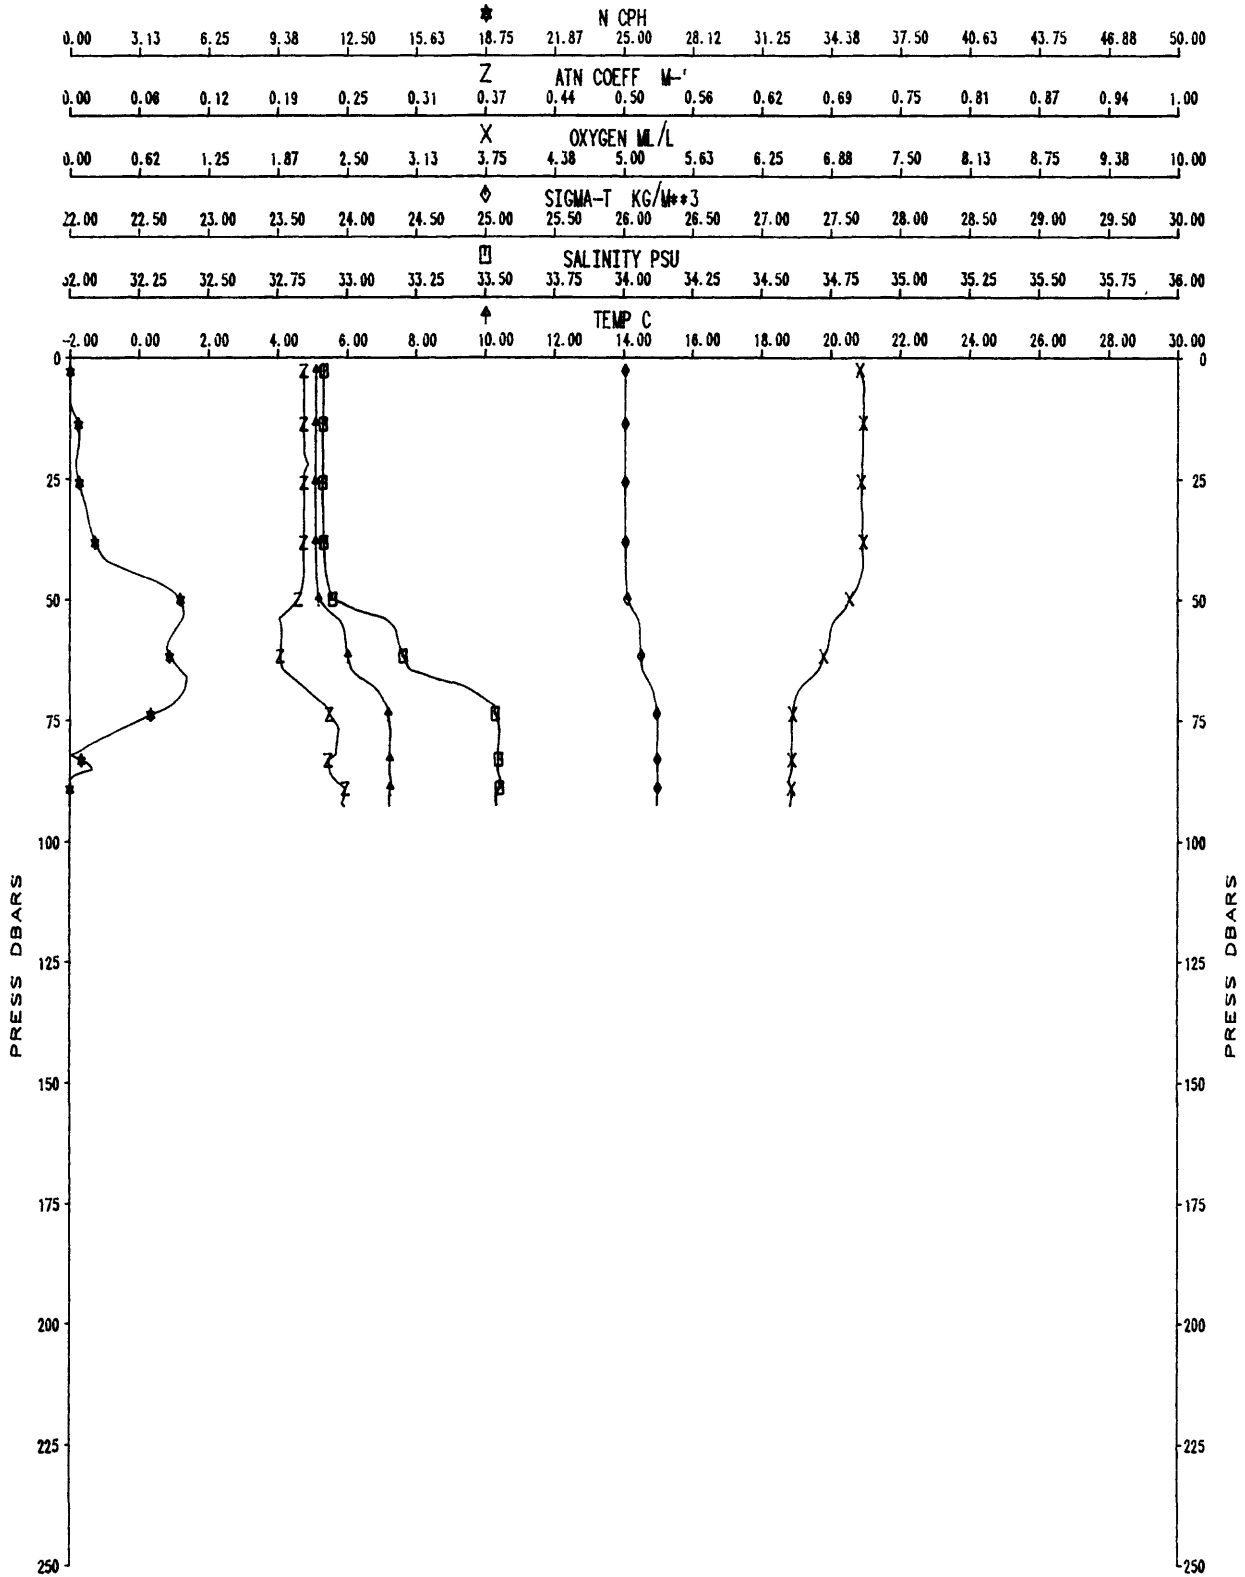 N CPH
0.00 3.13 6.25 9.38 12.50 15.63 18.75 21.87 25.00 28.12 31.25 34.38 37.50 40.63 43.75 46.88 50.00
Z ATN COEFF M-'
0.00 0.06 0.12 0.19 0.25 0.31 0.37 0.44 0.50 0.56 0.62 0.69 0.75 0.81 0.87 0.94 1.00
X OXYGEN ML/L
0.00 0.62 1.25 1.87 2.50 3.13 3.75 4.38 5.00 5.63 6.25 6.88 7.50 8.13 8.75 9.38 10.00
SIGMA-T KG/M**3
22.00 22.50 23.00 23.50 24.00 24.50 25.00 25.50 26.00 26.50 27.00 27.50 28.00 28.50 29.00 29.50 30.00
SALINITY PSU
32.00 32.25 32.50 32.75 33.00 33.25 33.50 33.75 34.00 34.25 34.50 34.75 35.00 35.25 35.50 35.75 36.00
TEMP C
-2.00 0.00 2.00 4.00 6.00 8.00 10.00 12.00 14.00 16.00 18.00 20.00 22.00 24.00 26.00 28.00 30.00
0 0
25 25
50 50
75 75
100 100
125 125
150 150
175 175
200 200
225 225
250 250
PRESS DBARS
PRESS DBARS